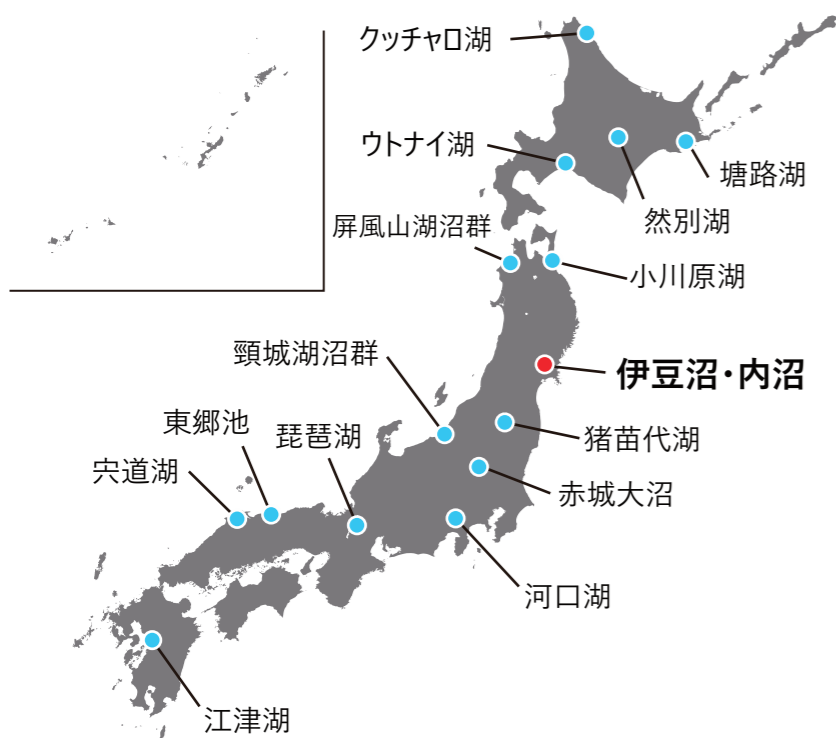 クッチャロ湖
ウトナイ湖
塘路湖
然別湖
屏風山湖沼群
小川原湖
頸城湖沼群
伊豆沼・内沼
東郷池
琵琶湖
猪苗代湖
宍道湖
赤城大沼
河口湖
江津湖